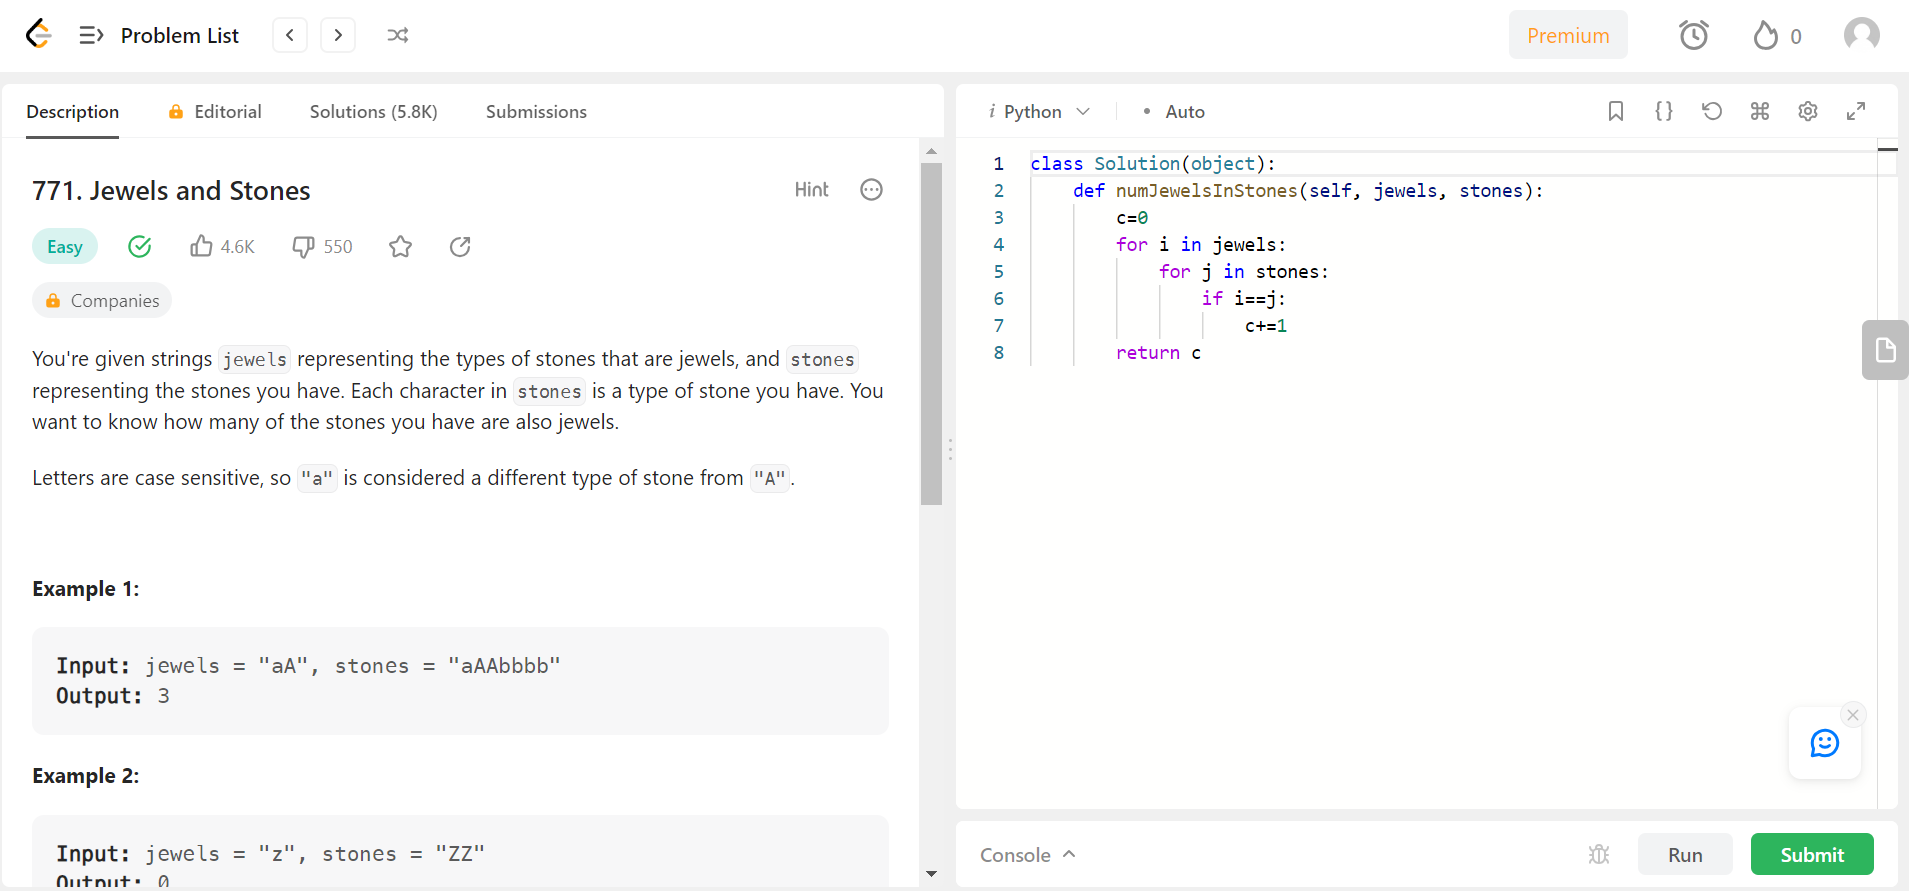 Problem List
Premium
0
Description Editorial Solutions (5.8K) Submissions
771. Jewels and Stones
Hint
Easy 4.6K 550
Companies
You're given strings jewels representing the types of stones that are jewels, and stones
representing the stones you have. Each character in stones is a type of stone you have. You
want to know how many of the stones you have are also jewels.
Letters are case sensitive, so "a" is considered a different type of stone from "A".
Example 1:
Input: jewels = "aA", stones = "aAAbbbb"
Output: 3
Example 2:
Input: jewels = "z", stones = "ZZ"
Output: 0
i Python • Auto
1 class Solution(object):
2     def numJewelsInStones(self, jewels, stones):
3         c=0
4         for i in jewels:
5             for j in stones:
6                 if i==j:
7                     c+=1
8         return c
Console
Run
Submit